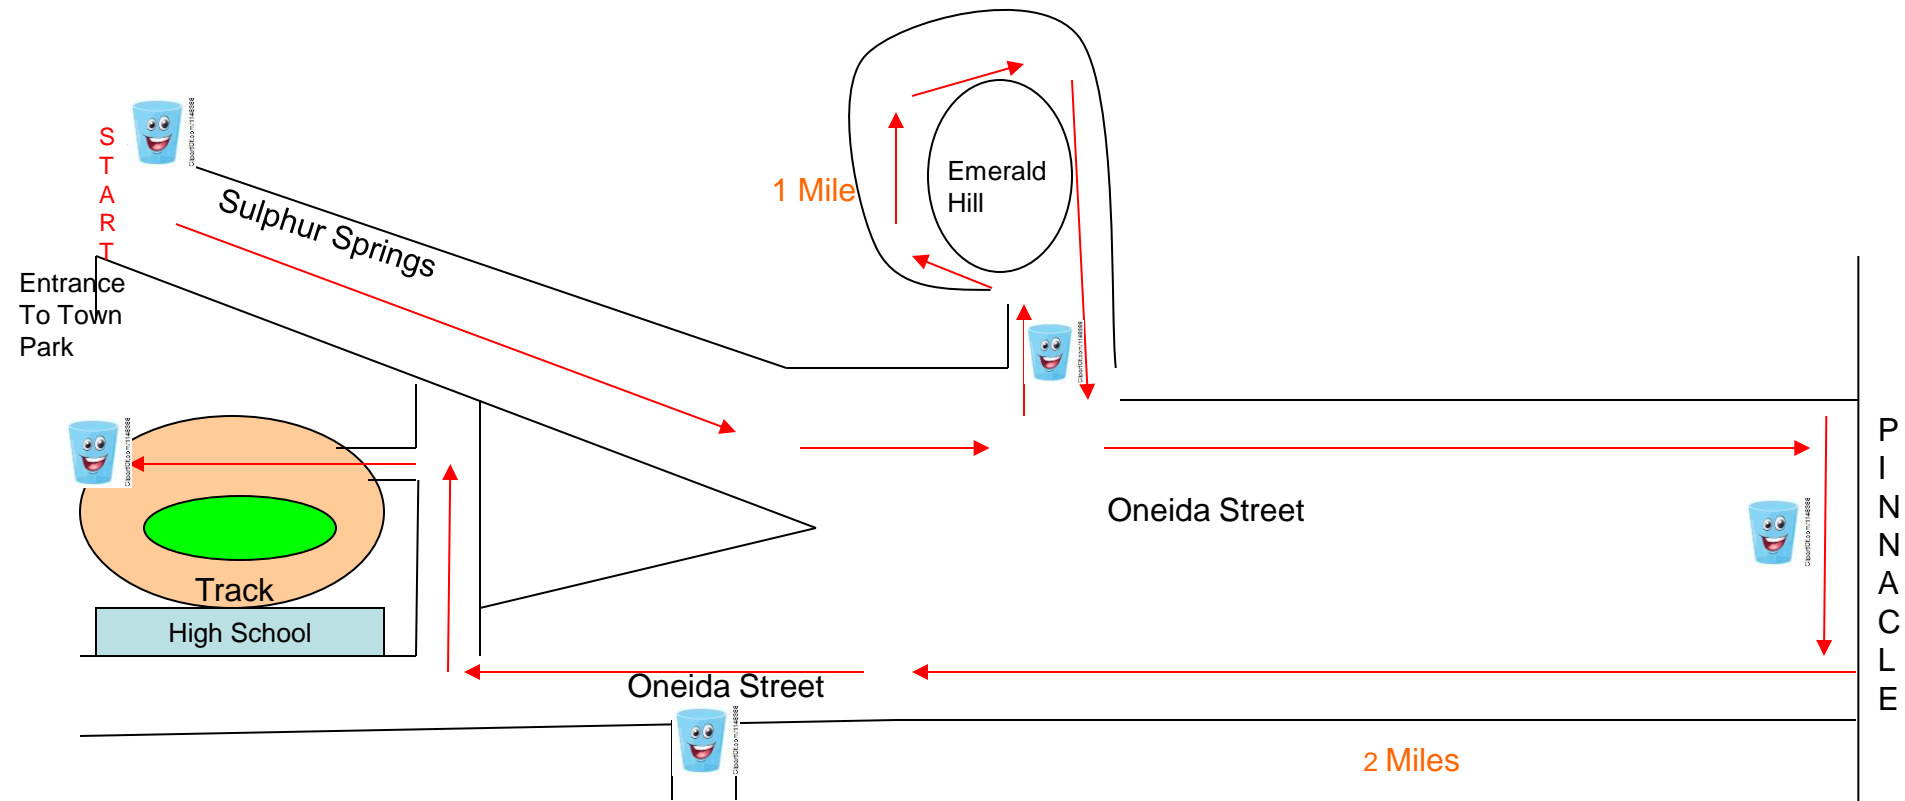 START
Sulphur Springs
Entrance
To Town
Park
1 Mile
Emerald
Hill
Oneida Street
PINNACLE
Track
High School
Oneida Street
2 Miles